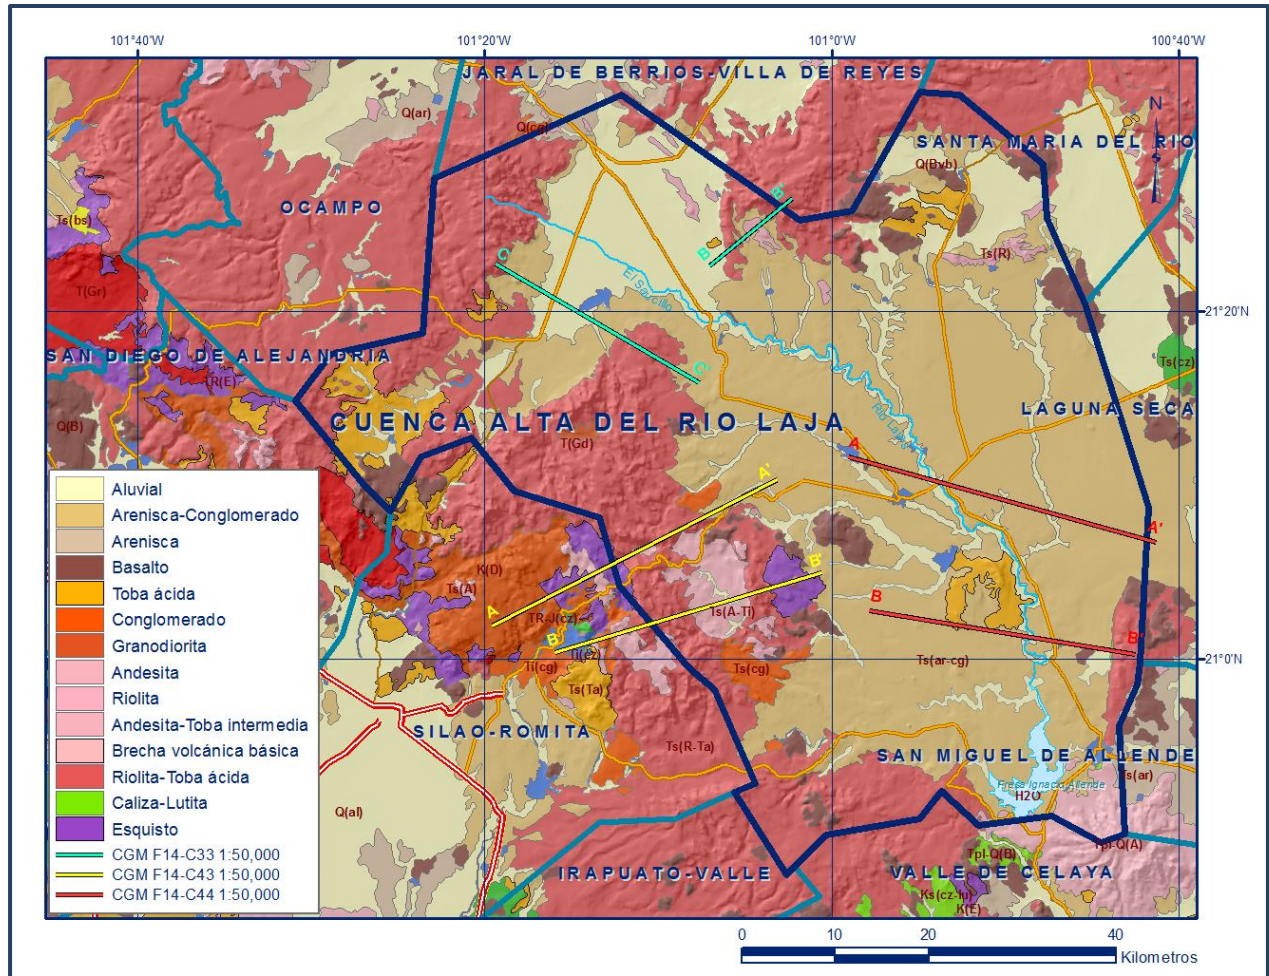 101°40'W
101°20'W
101°0'W
100°40'W
JARAL DE BERRIOS-VILLA DE REYES
N
Q(ar)
Q(cg)
SANTA MARIA DEL RIO
Q(Bvb)
OCAMPO
Ts(bs)
B'
Ts(R)
C
B
T(Gr)
El Saucillo
21°20'N
SAN DIEGO DE ALEJANDRIA
Ts(cz)
TR(E)
C'
LAGUNA SECA
Q(B)
CUENCA ALTA DEL RIO LAJA
Rio Laja
T(Gd)
A
A'
A'
K(D)
B'
Ts(A)
B
A
TR-J(cz)
Ts(A-Ti)
B
B'
21°0'N
Ti(cg)
Ts(cg)
Ts(ar-cg)
Ts(Ta)
SILAO-ROMITA
Ts(R-Ta)
SAN MIGUEL DE ALLENDE
Ts(ar)
Presa Ignacio Allende
H2O
Q(al)
Tpl-Q(A)
Tpl-Q(B)
IRAPUATO-VALLE
VALLE DE CELAYA
Ks(cz-lu)
K(E)
Aluvial
Arenisca-Conglomerado
Arenisca
Basalto
Toba ácida
Conglomerado
Granodiorita
Andesita
Riolita
Andesita-Toba intermedia
Brecha volcánica básica
Riolita-Toba ácida
Caliza-Lutita
Esquisto
CGM F14-C33 1:50,000
CGM F14-C43 1:50,000
CGM F14-C44 1:50,000
0 10 20 40
Kilometros